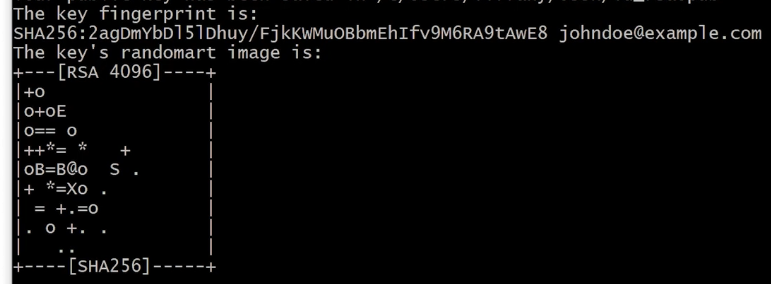 The key fingerprint is:
SHA256:2agDmYbDl5lDhuy/FjkKWMuOBbmEhIfv9M6RA9tAwE8 johndoe@example.com
The key's randomart image is:
+---[RSA 4096]----+
|+o               |
|o+oE             |
|o== o            |
|++*= *   +       |
|oB=B@o  S .      |
|+ *=Xo .         |
| = +.=o          |
|. o +. .         |
|   ..            |
+----[SHA256]-----+